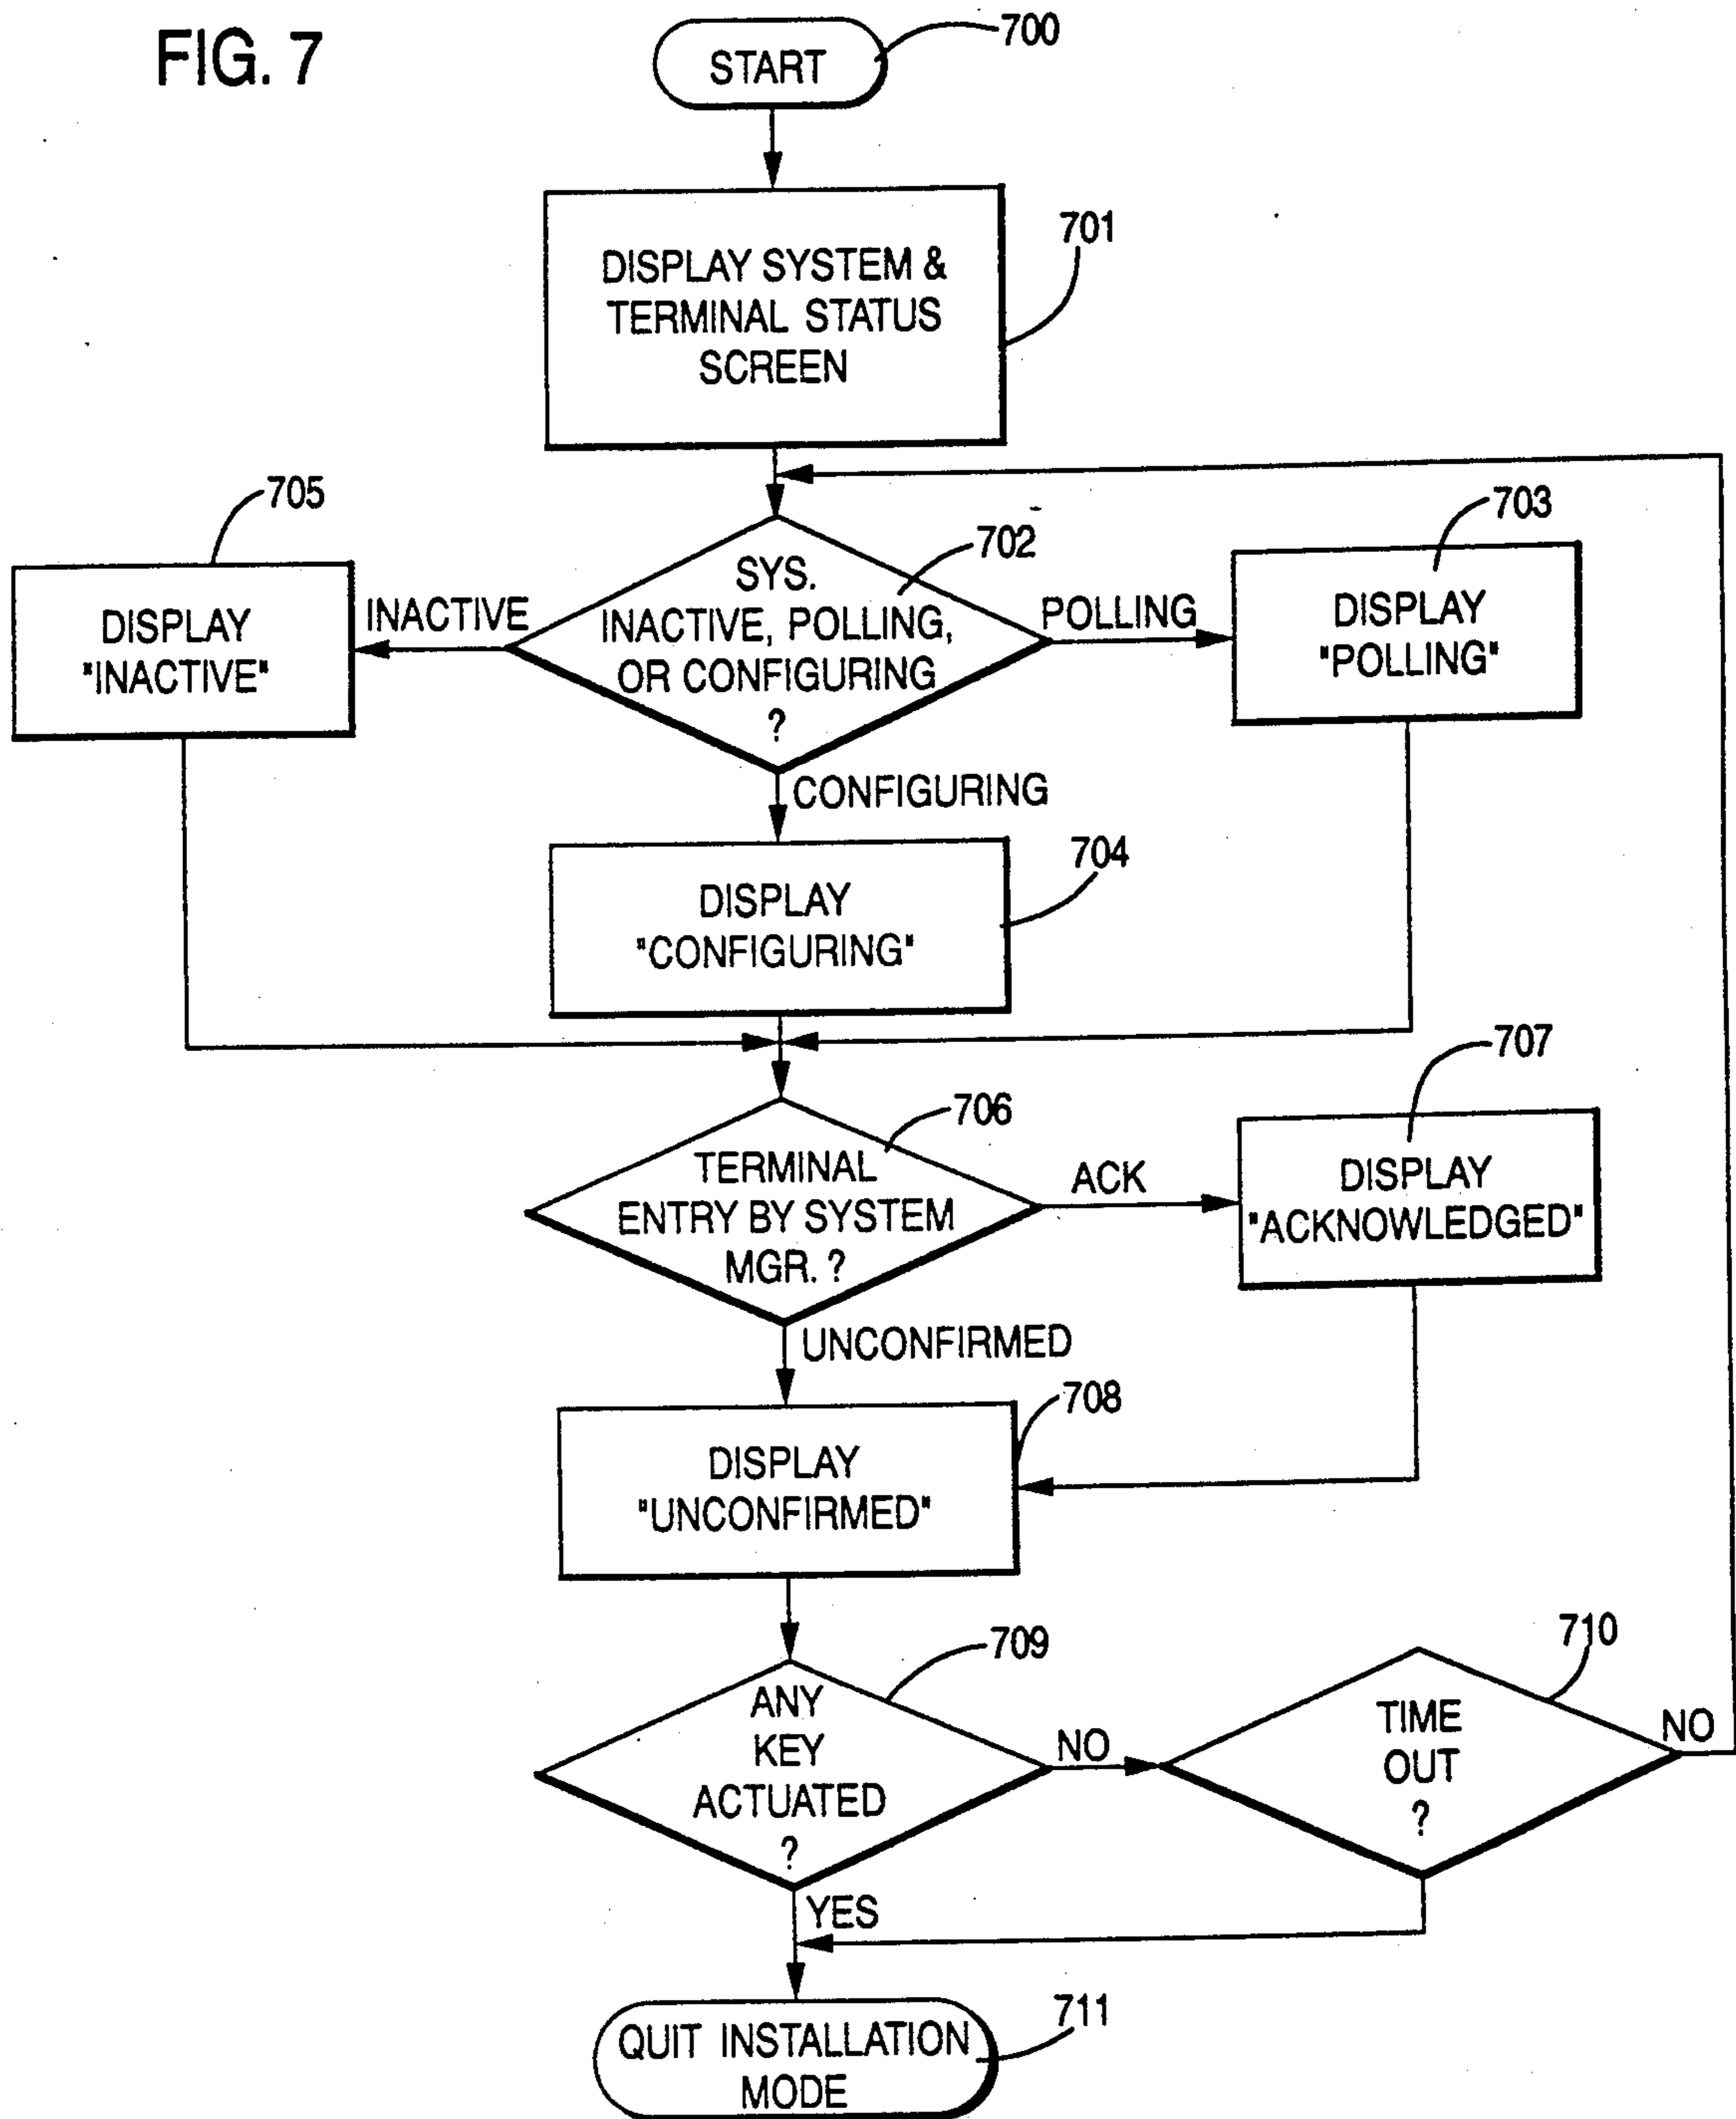 FIG. 7
START
700
DISPLAY SYSTEM &
TERMINAL STATUS
SCREEN
701
705
DISPLAY
"INACTIVE"
INACTIVE
SYS.
INACTIVE, POLLING,
OR CONFIGURING
?
702
POLLING
703
DISPLAY
"POLLING"
CONFIGURING
DISPLAY
"CONFIGURING"
704
TERMINAL
ENTRY BY SYSTEM
MGR. ?
706
ACK
707
DISPLAY
"ACKNOWLEDGED"
UNCONFIRMED
DISPLAY
"UNCONFIRMED"
708
ANY
KEY
ACTUATED
?
709
NO
TIME
OUT
?
710
NO
YES
QUIT INSTALLATION
MODE
711